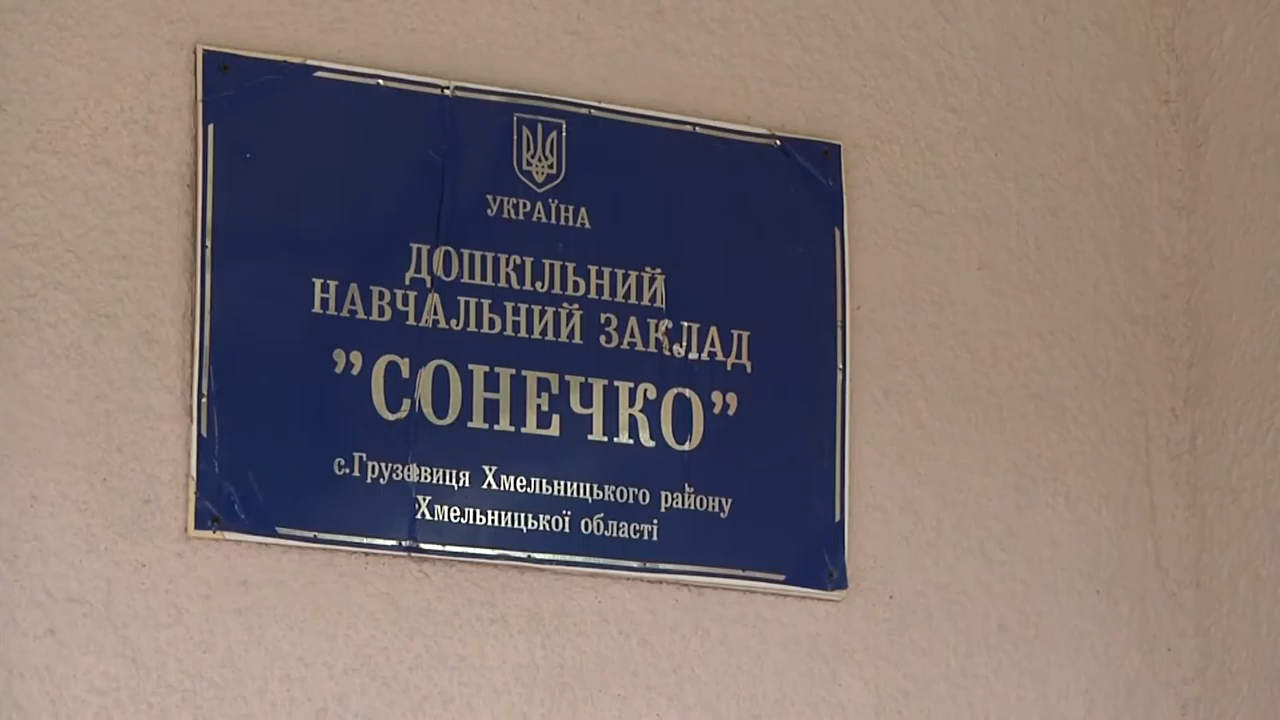 УКРАЇНА
ДОШКІЛЬНИЙ
НАВЧАЛЬНИЙ ЗАКЛАД
”СОНЕЧКО”
с.Грузевиця Хмельницького району
Хмельницької області